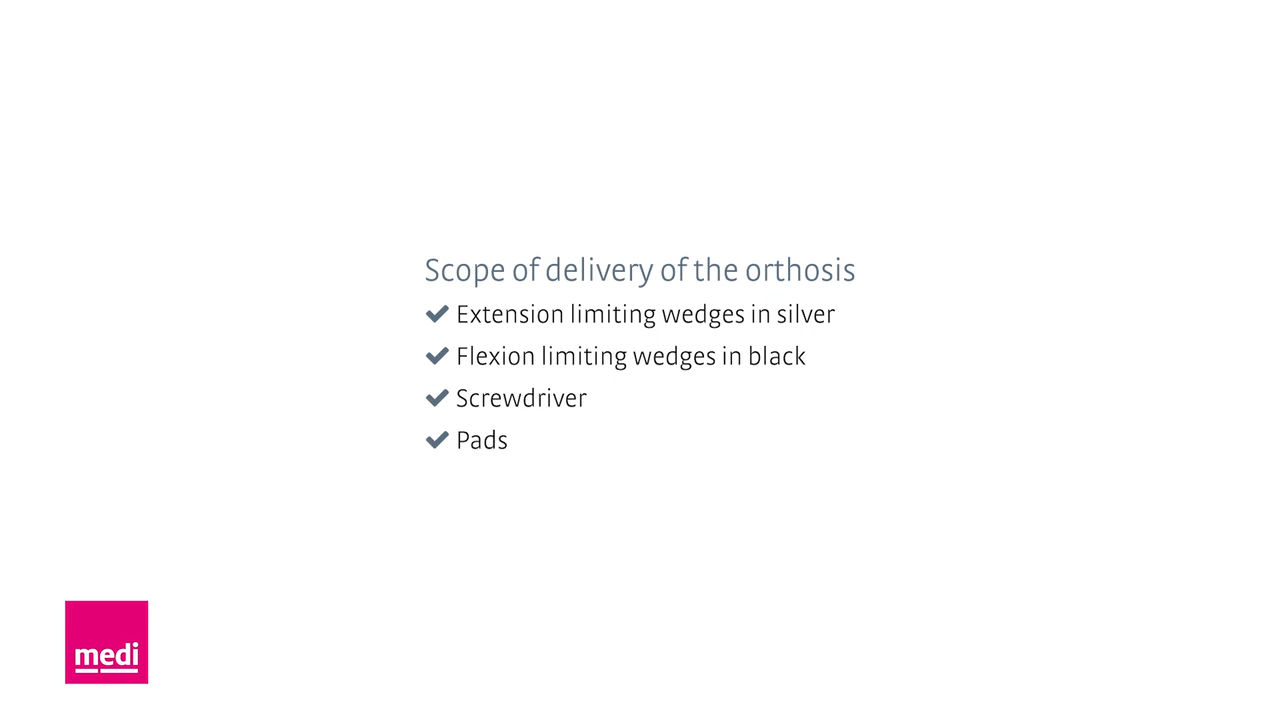 Scope of delivery of the orthosis
Extension limiting wedges in silver
Flexion limiting wedges in black
Screwdriver
Pads
medi